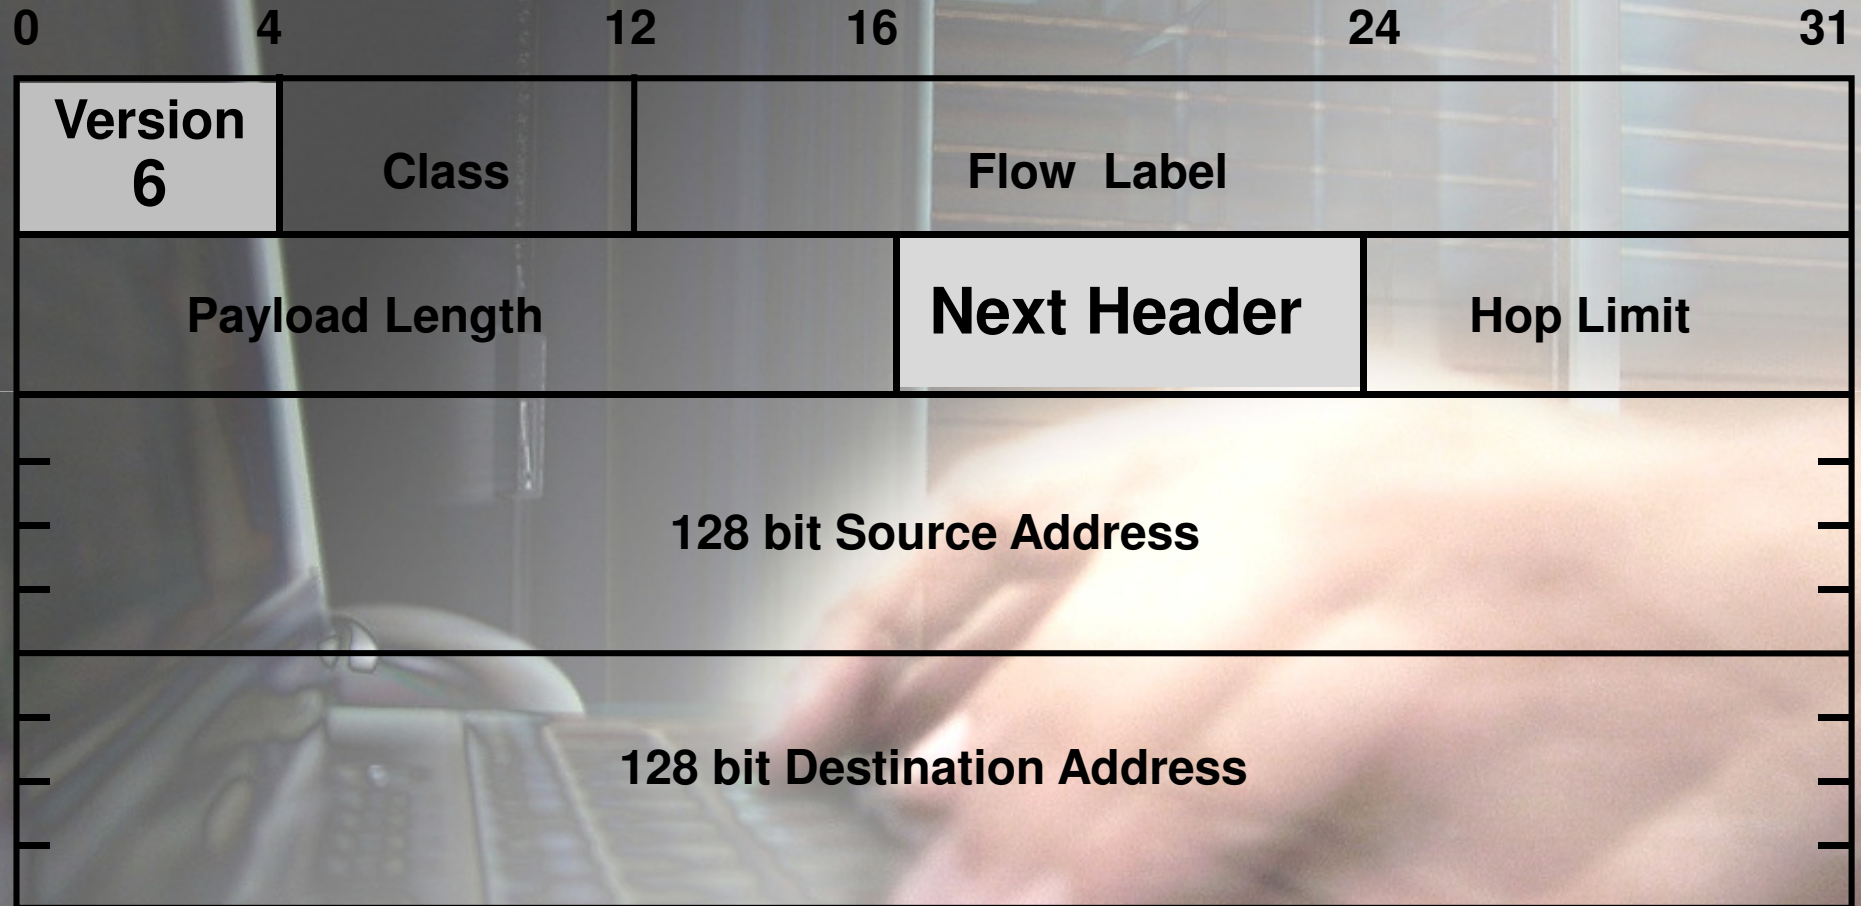 0 4 12 16 24 31
Version
6
Class
Flow Label
Payload Length
Next Header
Hop Limit
128 bit Source Address
128 bit Destination Address